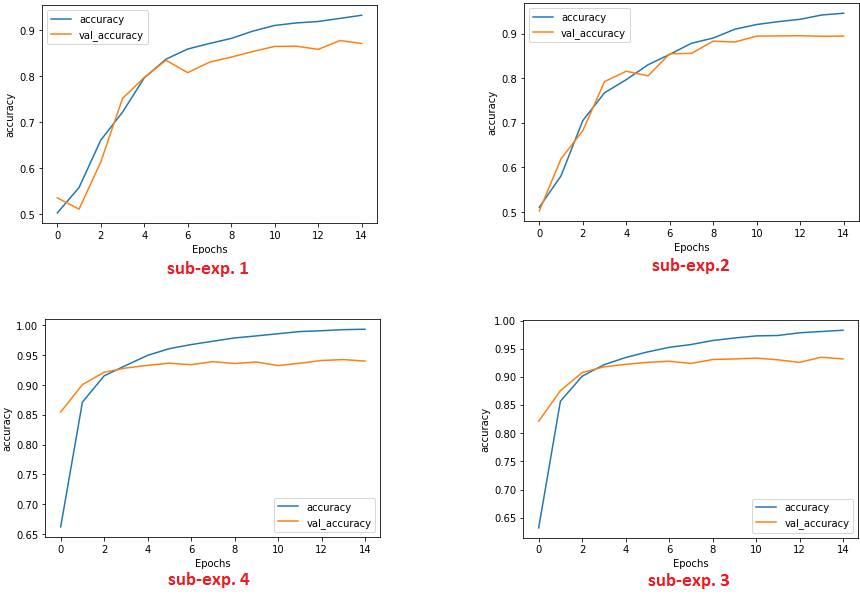 accuracy
val_accuracy
0.9
0.8
0.7
0.6
0.5
accuracy
0 2 4 6 8 10 12 14
Epochs
sub-exp. 1
accuracy
val_accuracy
0.9
0.8
0.7
0.6
0.5
accuracy
0 2 4 6 8 10 12 14
Epochs
sub-exp.2
1.00
0.95
0.90
0.85
0.80
0.75
0.70
0.65
accuracy
accuracy
val_accuracy
0 2 4 6 8 10 12 14
Epochs
sub-exp. 4
1.00
0.95
0.90
0.85
0.80
0.75
0.70
0.65
accuracy
accuracy
val_accuracy
0 2 4 6 8 10 12 14
Epochs
sub-exp. 3